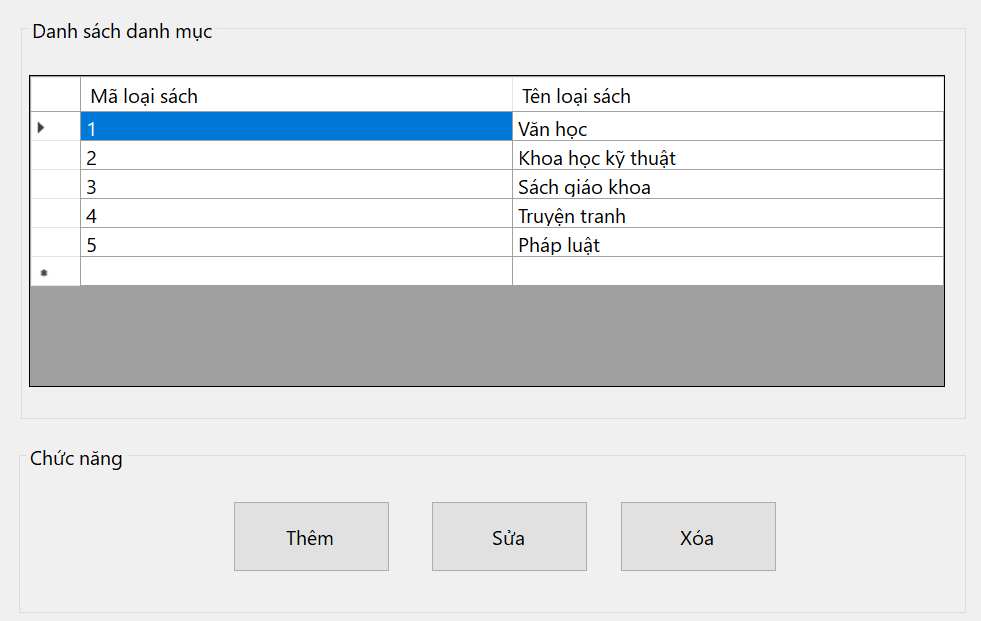 Danh sách danh mục
Mã loại sách Tên loại sách
1 Văn học
2 Khoa học kỹ thuật
3 Sách giáo khoa
4 Truyện tranh
5 Pháp luật
Chức năng
Thêm Sửa Xóa